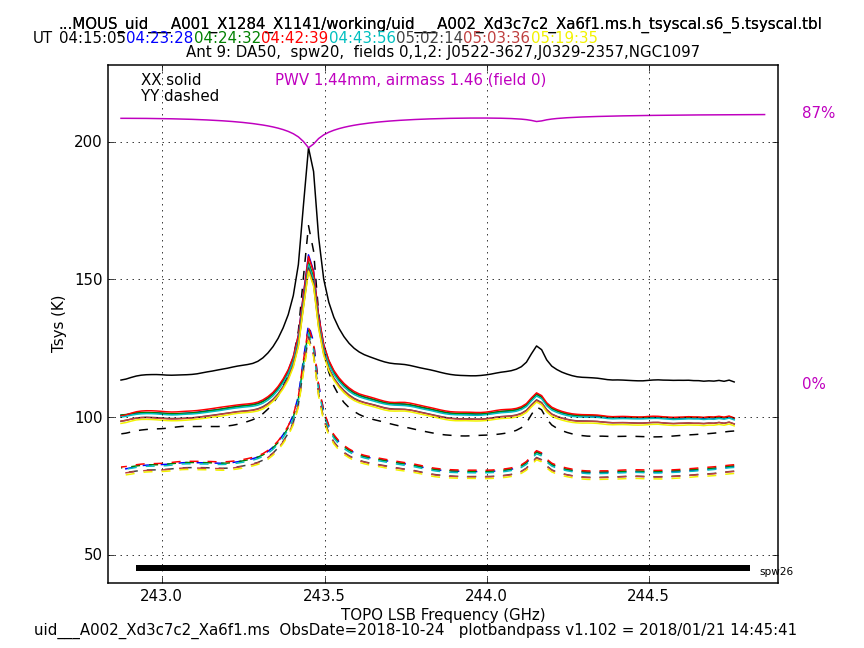 ...MOUS_uid___A001_X1284_X1141/working/uid___A002_Xd3c7c2_Xa6f1.ms.h_tsyscal.s6_5.tsyscal.tbl
UT 04:15:05 04:23:28 04:24:32 04:42:39 04:43:56 05:02:14 05:03:36 05:19:35
Ant 9: DA50, spw20, fields 0,1,2: J0522-3627,J0329-2357,NGC1097
XX solid PWV 1.44mm, airmass 1.46 (field 0)
YY dashed
87%
200
150
Tsys (K)
0%
100
50
spw26
243.0 243.5 244.0 244.5
TOPO LSB Frequency (GHz)
uid___A002_Xd3c7c2_Xa6f1.ms ObsDate=2018-10-24 plotbandpass v1.102 = 2018/01/21 14:45:41